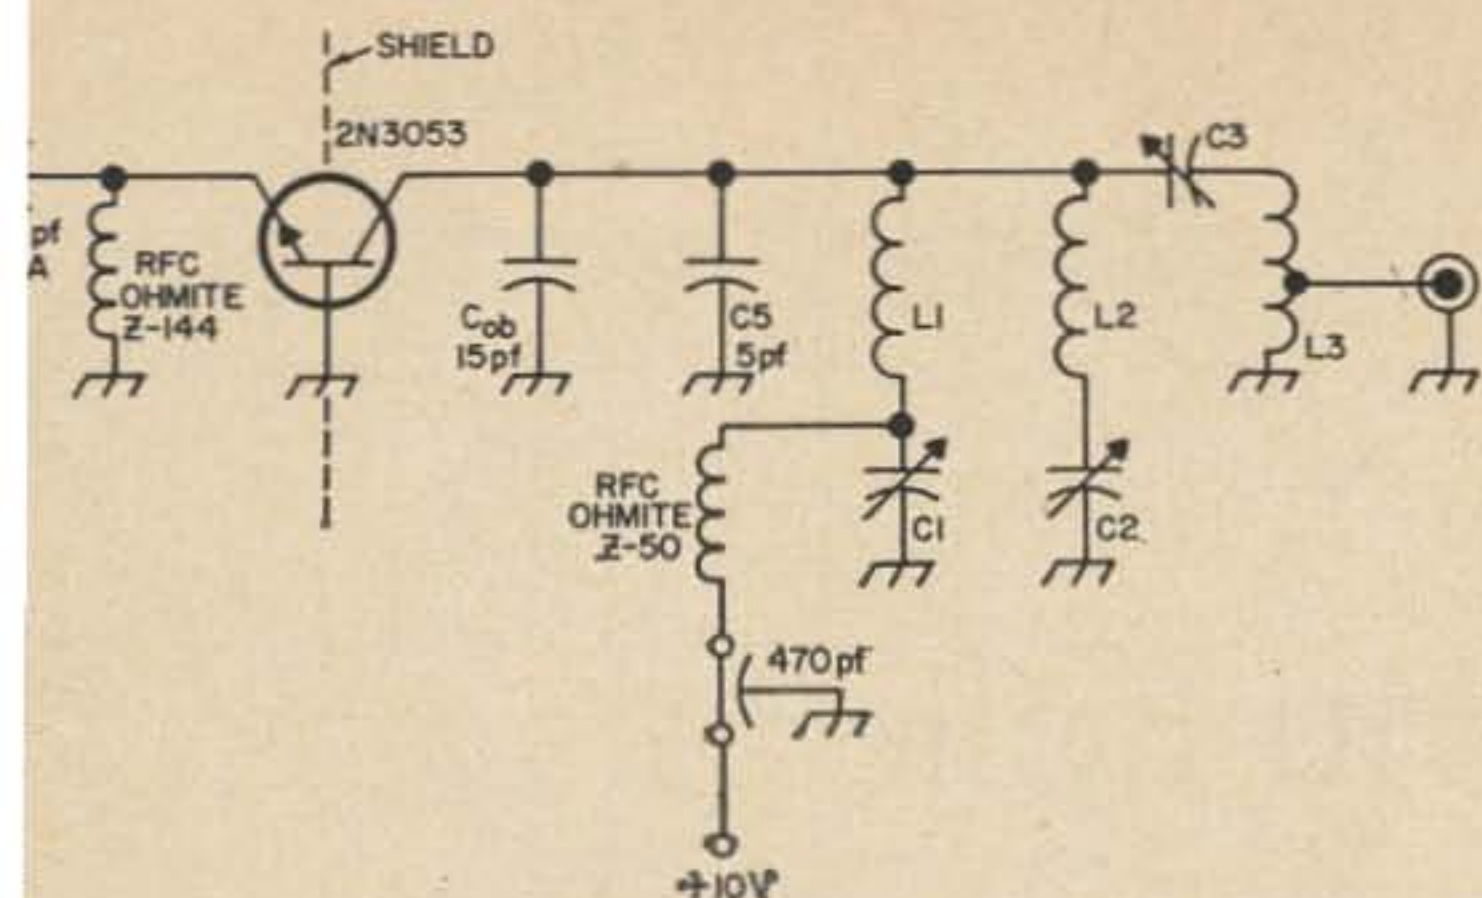 SHIELD
2N3053
C3
pf
A
RFC
OHMITE
Z-144
Cob
15pf
C5
5pf
L1
L2
L3
RFC
OHMITE
Z-50
C1
C2
470pf
+10V